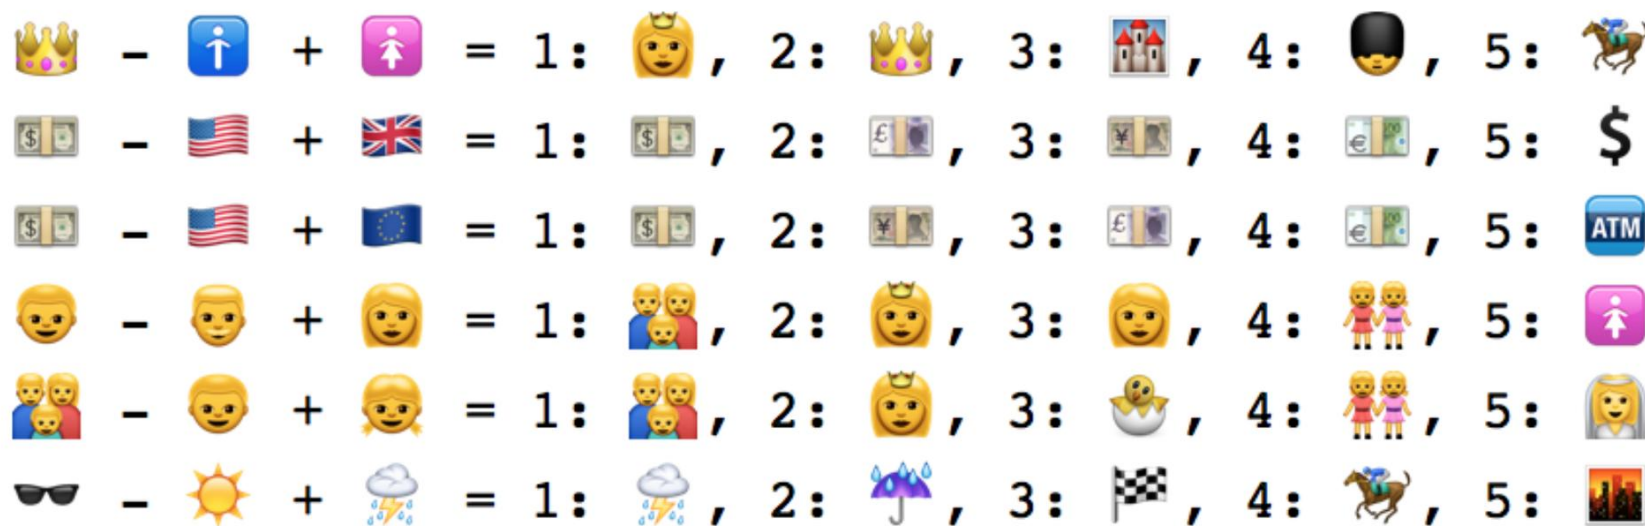 👑 - 🚹 + 🚺 = 1: 👸, 2: 👑, 3: 🏰, 4: 💂, 5: 🏇
💵 - 🇺🇸 + 🇬🇧 = 1: 💵, 2: 💷, 3: 💴, 4: 💶, 5: 💲
💵 - 🇺🇸 + 🇪🇺 = 1: 💵, 2: 💴, 3: 💷, 4: 💶, 5: 🏧
👦 - 👨 + 👩 = 1: 👪, 2: 👸, 3: 👩, 4: 👭, 5: 🚺
👪 - 👦 + 👧 = 1: 👪, 2: 👸, 3: 🐣, 4: 👭, 5: 👰
🕶 - ☀️ + ⛈ = 1: ⛈, 2: ☔, 3: 🏁, 4: 🏇, 5: 🌇